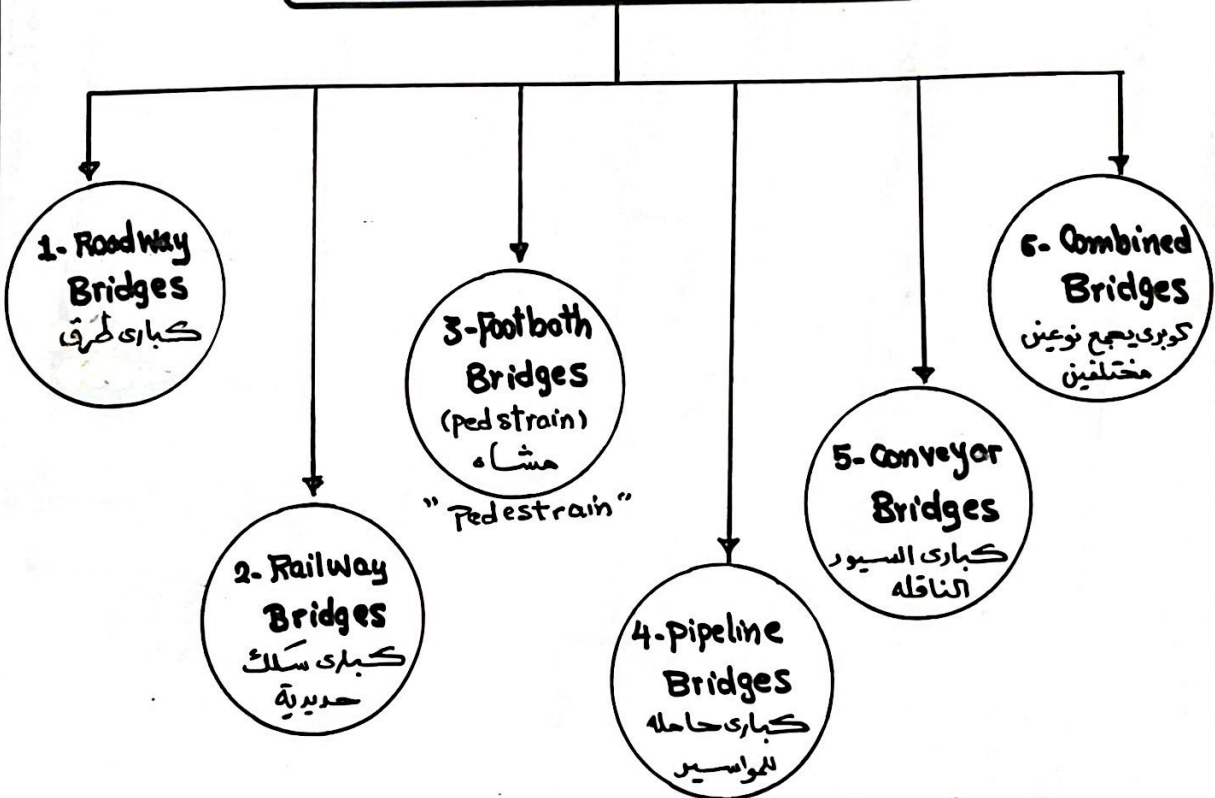 1- Roadway
Bridges
كبارى طرق
2- Railway
Bridges
كبارى سكك
حديدية
3-Footboth
Bridges
(pedstrain)
مشاه
"Pedestrain"
4-pipeline
Bridges
كبارى حامله
للمواسير
5-Conveyor
Bridges
كبارى السيور
الناقله
6- Combined
Bridges
كوبرى يجمع نوعين
مختلفين